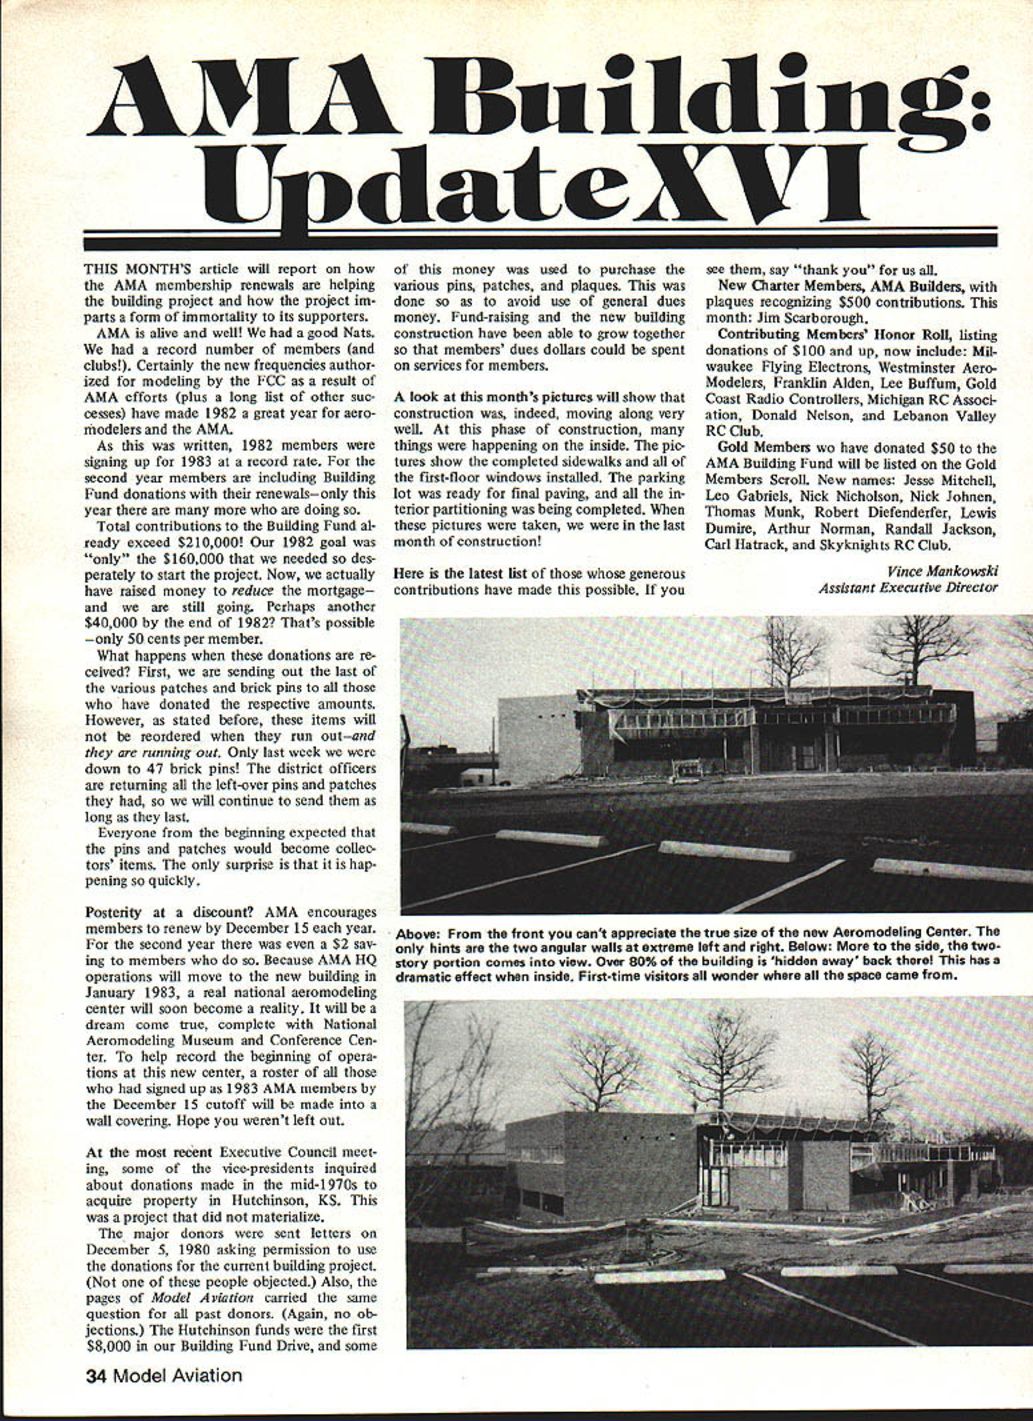 AMA Building:
Update XVI
THIS MONTH'S article will report on how
the AMA membership renewals are helping
the building project and how the project im-
parts a form of immortality to its supporters.
AMA is alive and well! We had a good Nats.
We had a record number of members (and
clubs!). Certainly the new frequencies author-
ized for modeling by the FCC as a result of
AMA efforts (plus a long list of other suc-
cesses) have made 1982 a great year for aero-
modelers and the AMA.
As this was written, 1982 members were
signing up for 1983 at a record rate. For the
second year members are including Building
Fund donations with their renewals—only this
year there are many more who are doing so.
Total contributions to the Building Fund al-
ready exceed $210,000! Our 1982 goal was
"only" the $160,000 that we needed so des-
perately to start the project. Now, we actually
have raised money to reduce the mortgage—
and we are still going. Perhaps another
$40,000 by the end of 1982? That's possible
—only 50 cents per member.
What happens when these donations are re-
ceived? First, we are sending out the last of
the various patches and brick pins to all those
who have donated the respective amounts.
However, as stated before, these items will
not be reordered when they run out—and
they are running out. Only last week we were
down to 47 brick pins! The district officers
are returning all the left-over pins and patches
they had, so we will continue to send them as
long as they last.
Everyone from the beginning expected that
the pins and patches would become collec-
tors' items. The only surprise is that it is hap-
pening so quickly.
Posterity at a discount? AMA encourages
members to renew by December 15 each year.
For the second year there was even a $2 sav-
ing to members who do so. Because AMA HQ
operations will move to the new building in
January 1983, a real national aeromodeling
center will soon become a reality. It will be a
dream come true, complete with National
Aeromodeling Museum and Conference Cen-
ter. To help record the beginning of opera-
tions at this new center, a roster of all those
who had signed up as 1983 AMA members by
the December 15 cutoff will be made into a
wall covering. Hope you weren't left out.
At the most recent Executive Council meet-
ing, some of the vice-presidents inquired
about donations made in the mid-1970s to
acquire property in Hutchinson, KS. This
was a project that did not materialize.
The major donors were sent letters on
December 5, 1980 asking permission to use
the donations for the current building project.
(Not one of these people objected.) Also, the
pages of Model Aviation carried the same
question for all past donors. (Again, no ob-
jections.) The Hutchinson funds were the first
$8,000 in our Building Fund Drive, and some
of this money was used to purchase the
various pins, patches, and plaques. This was
done so as to avoid use of general dues
money. Fund-raising and the new building
construction have been able to grow together
so that members' dues dollars could be spent
on services for members.
A look at this month's pictures will show that
construction was, indeed, moving along very
well. At this phase of construction, many
things were happening on the inside. The pic-
tures show the completed sidewalks and all of
the first-floor windows installed. The parking
lot was ready for final paving, and all the in-
terior partitioning was being completed. When
these pictures were taken, we were in the last
month of construction!
Here is the latest list of those whose generous
contributions have made this possible. If you
see them, say "thank you" for us all.
New Charter Members, AMA Builders, with
plaques recognizing $500 contributions. This
month: Jim Scarborough.
Contributing Members' Honor Roll, listing
donations of $100 and up, now include: Mil-
waukee Flying Electrons, Westminster Aero-
Modelers, Franklin Alden, Lee Buffum, Gold
Coast Radio Controllers, Michigan RC Associ-
ation, Donald Nelson, and Lebanon Valley
RC Club.
Gold Members wo have donated $50 to the
AMA Building Fund will be listed on the Gold
Members Scroll. New names: Jesse Mitchell,
Leo Gabriels, Nick Nicholson, Nick Johnen,
Thomas Munk, Robert Diefenderfer, Lewis
Dumire, Arthur Norman, Randall Jackson,
Carl Hatrack, and Skyknights RC Club.
Vince Mankowski
Assistant Executive Director
Above: From the front you can't appreciate the true size of the new Aeromodeling Center. The
only hints are the two angular walls at extreme left and right. Below: More to the side, the two-
story portion comes into view. Over 80% of the building is 'hidden away' back there! This has a
dramatic effect when inside. First-time visitors all wonder where all the space came from.
34 Model Aviation